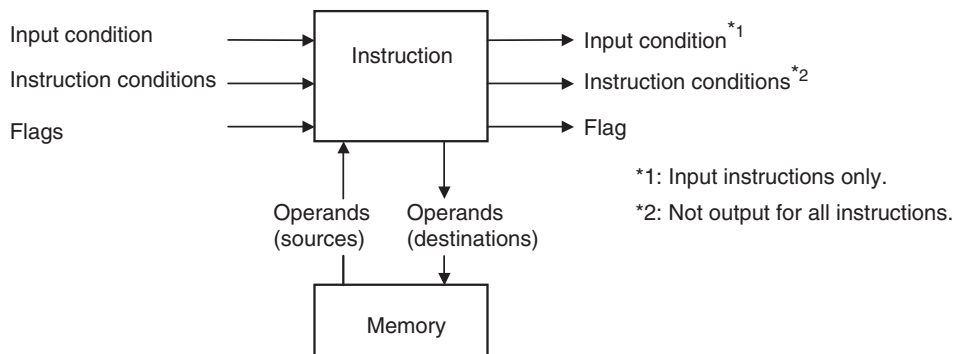 Input condition
Instruction conditions
Flags
Instruction
Input condition*1
Instruction conditions*2
Flag
*1: Input instructions only.
*2: Not output for all instructions.
Operands
(sources)
Operands
(destinations)
Memory